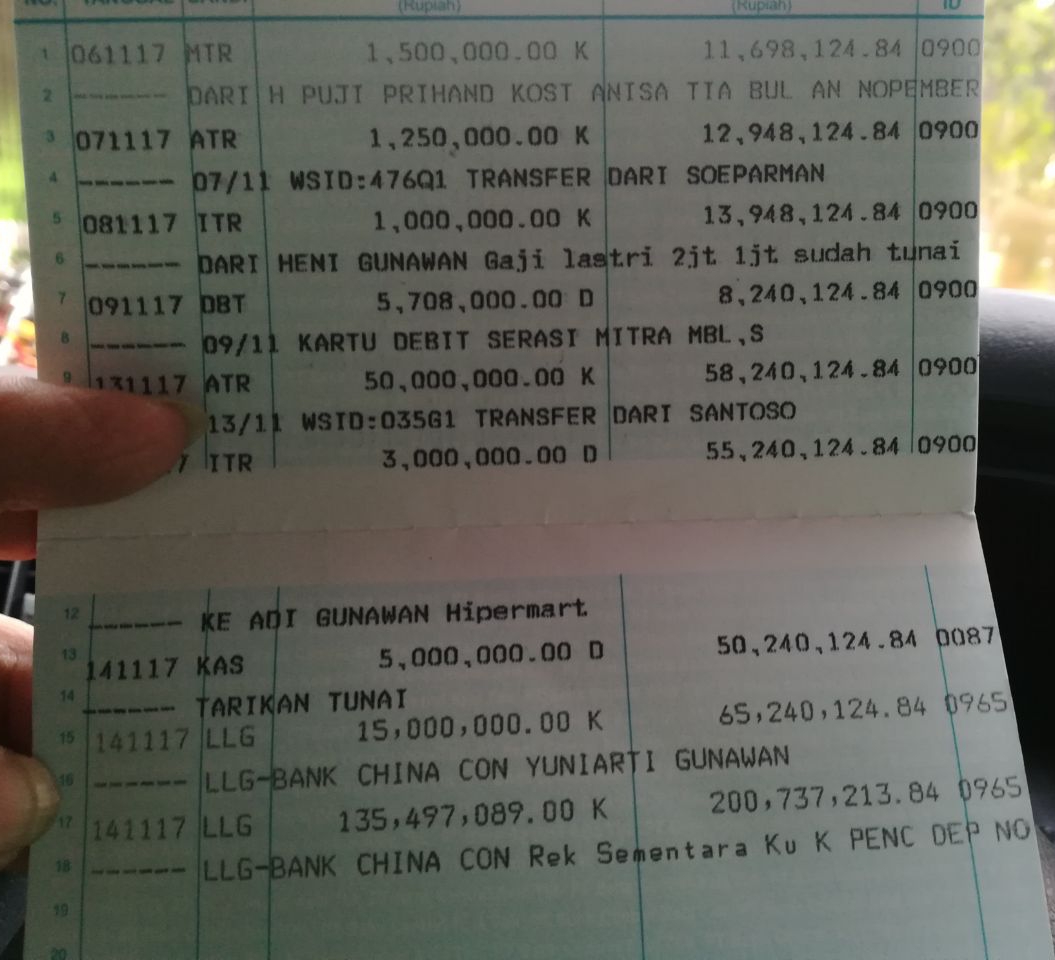 NO. TANGGAL SANDI (Rupiah) (Rupiah) ID
1 061117 MTR 1,500,000.00 K 11,698,124.84 0900
2 ------ DARI H PUJI PRIHAND KOST ANISA TIA BUL AN NOPEMBER
3 071117 ATR 1,250,000.00 K 12,948,124.84 0900
4 ------ 07/11 WSID:476Q1 TRANSFER DARI SOEPARMAN
5 081117 ITR 1,000,000.00 K 13,948,124.84 0900
6 ------ DARI HENI GUNAWAN Gaji lastri 2jt 1jt sudah tunai
7 091117 DBT 5,708,000.00 D 8,240,124.84 0900
8 ------ 09/11 KARTU DEBIT SERASI MITRA MBL,S
9 131117 ATR 50,000,000.00 K 58,240,124.84 0900
13/11 WSID:035G1 TRANSFER DARI SANTOSO
7 ITR 3,000,000.00 D 55,240,124.84 0900
12 ------ KE ADI GUNAWAN Hipermart
13 141117 KAS 5,000,000.00 D 50,240,124.84 0087
14 ------ TARIKAN TUNAI
15 141117 LLG 15,000,000.00 K 65,240,124.84 0965
16 ------ LLG-BANK CHINA CON YUNIARTI GUNAWAN
17 141117 LLG 135,497,089.00 K 200,737,213.84 0965
18 ------ LLG-BANK CHINA CON Rek Sementara Ku K PENC DEP NO
19
20